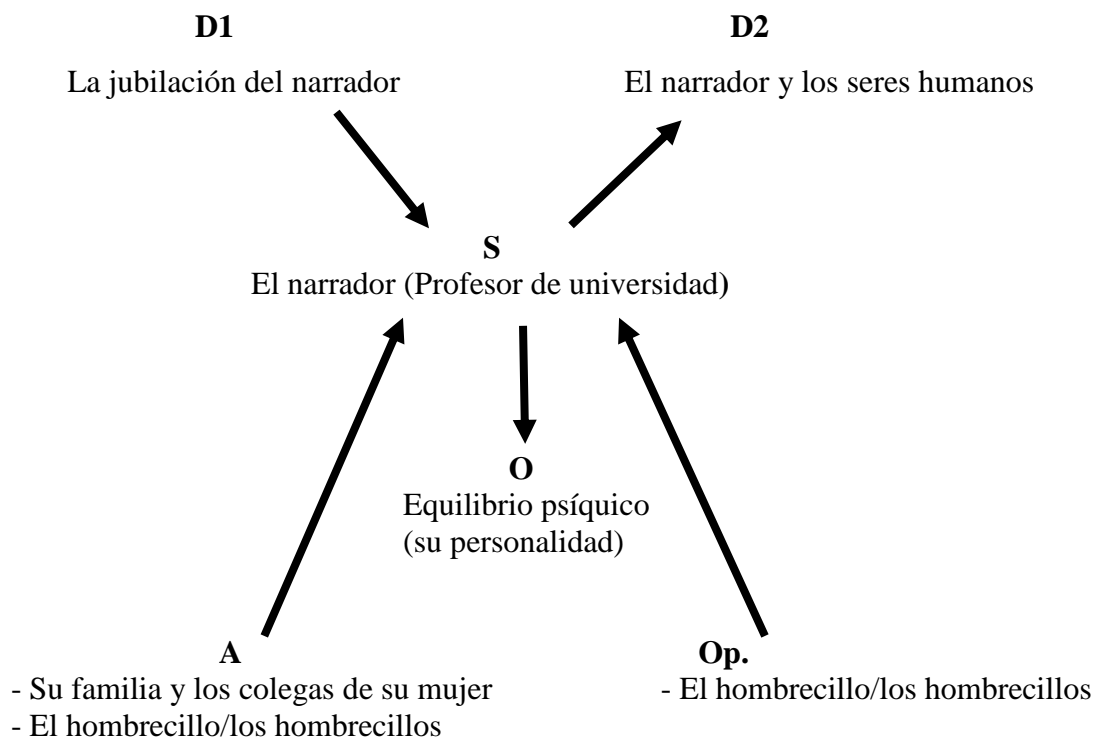 D1
D2
La jubilación del narrador
El narrador y los seres humanos
S
El narrador (Profesor de universidad)
O
Equilibrio psíquico
(su personalidad)
A
- Su familia y los colegas de su mujer
- El hombrecillo/los hombrecillos
Op.
- El hombrecillo/los hombrecillos